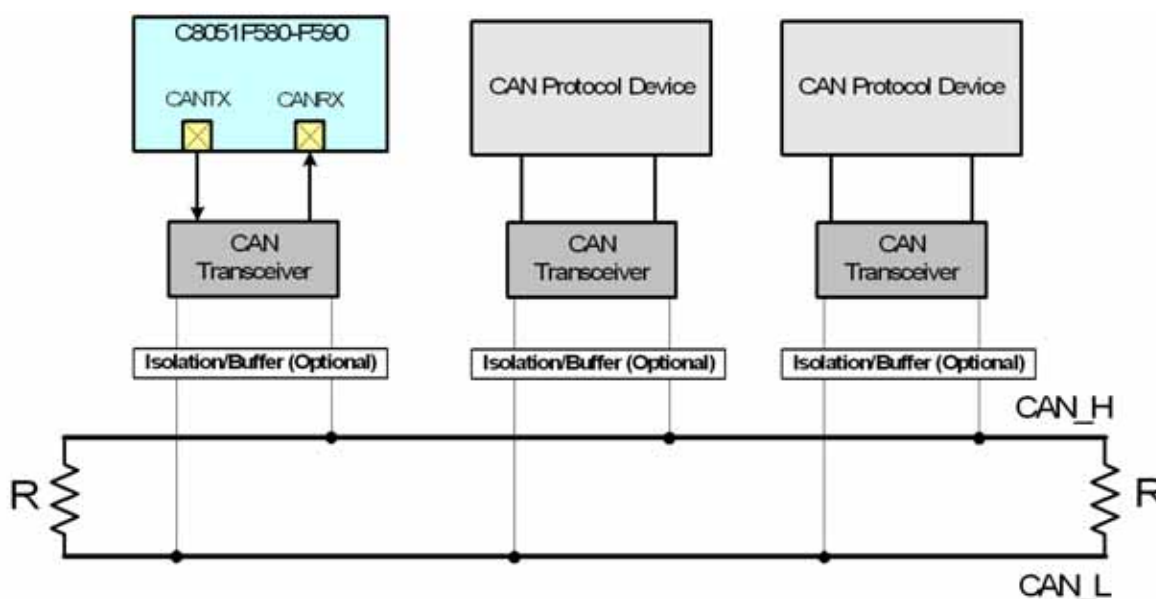 C8051F580-F590
CANTX
CANRX
CAN Protocol Device
CAN Protocol Device
CAN
Transceiver
CAN
Transceiver
CAN
Transceiver
Isolation/Buffer (Optional)
Isolation/Buffer (Optional)
Isolation/Buffer (Optional)
CAN_H
R
R
CAN_L